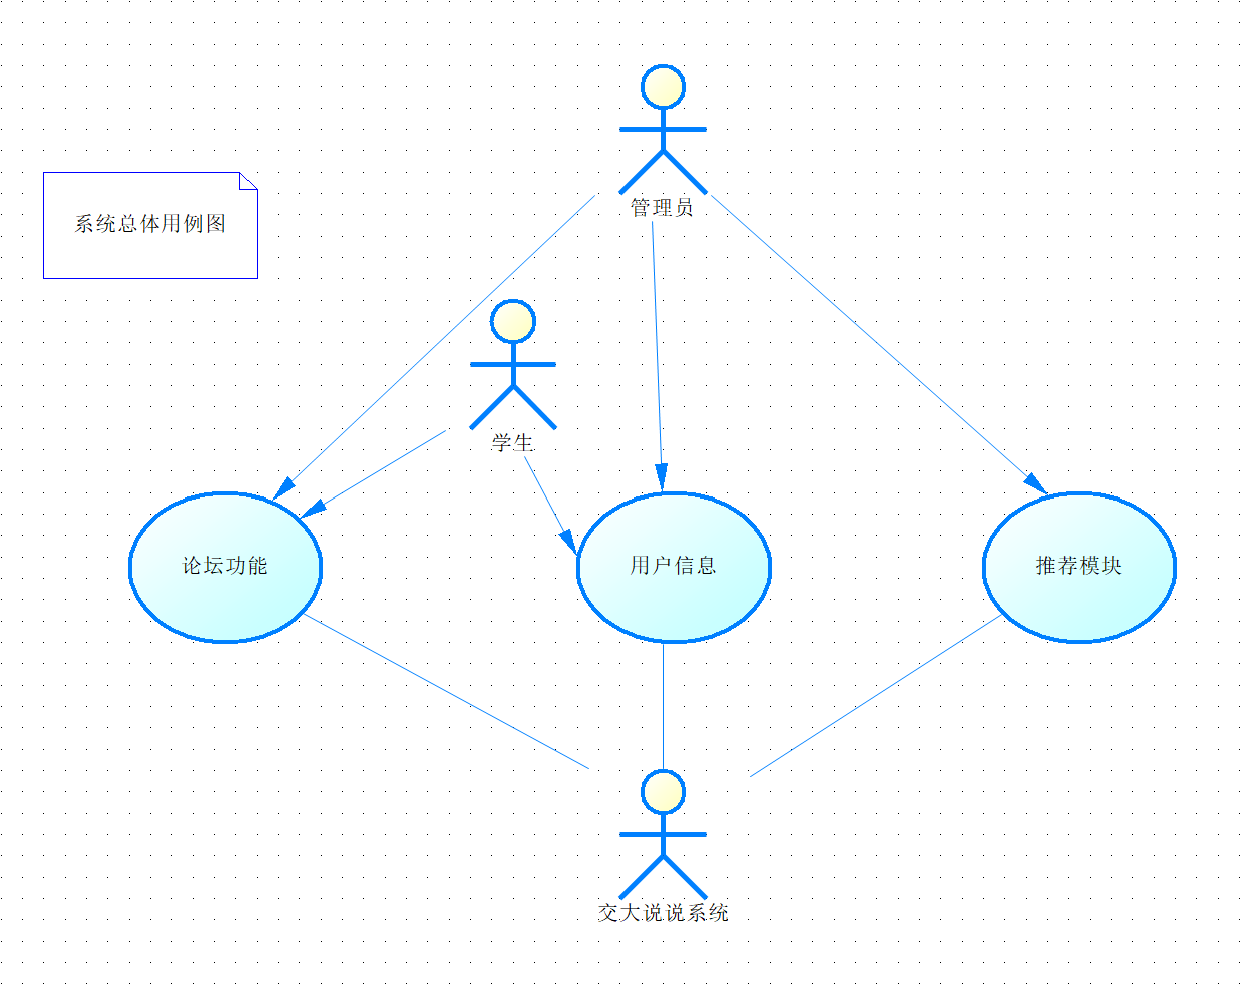 管理员
系统总体用例图
学生
论坛功能
用户信息
推荐模块
交大说说系统